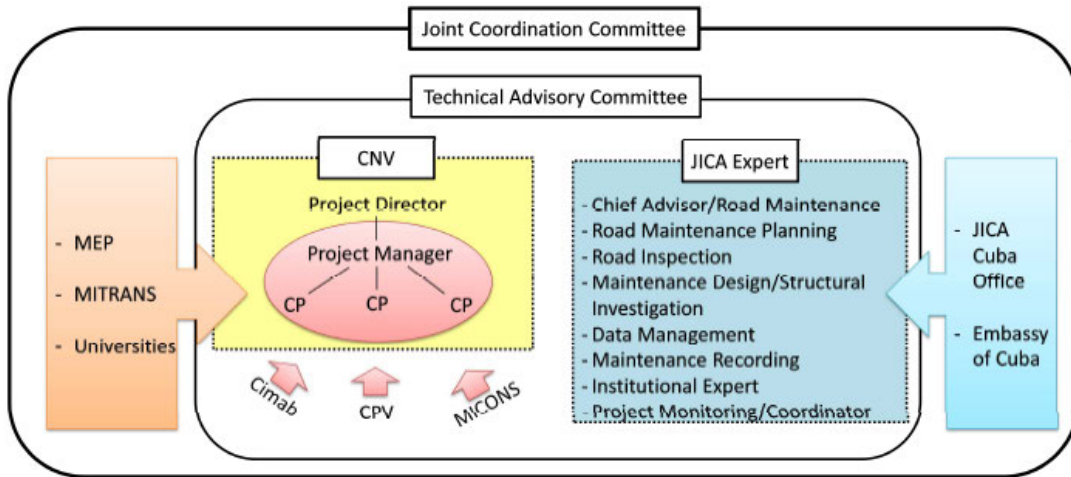 Joint Coordination Committee
Technical Advisory Committee
- MEP
- MITRANS
- Universities
CNV
Project Director
Project Manager
CP
CP
CP
Cimab
CPV
MICONS
JICA Expert
- Chief Advisor/Road Maintenance
- Road Maintenance Planning
- Road Inspection
- Maintenance Design/Structural
Investigation
- Data Management
- Maintenance Recording
- Institutional Expert
- Project Monitoring/Coordinator
- JICA
Cuba
Office
- Embassy
of Cuba